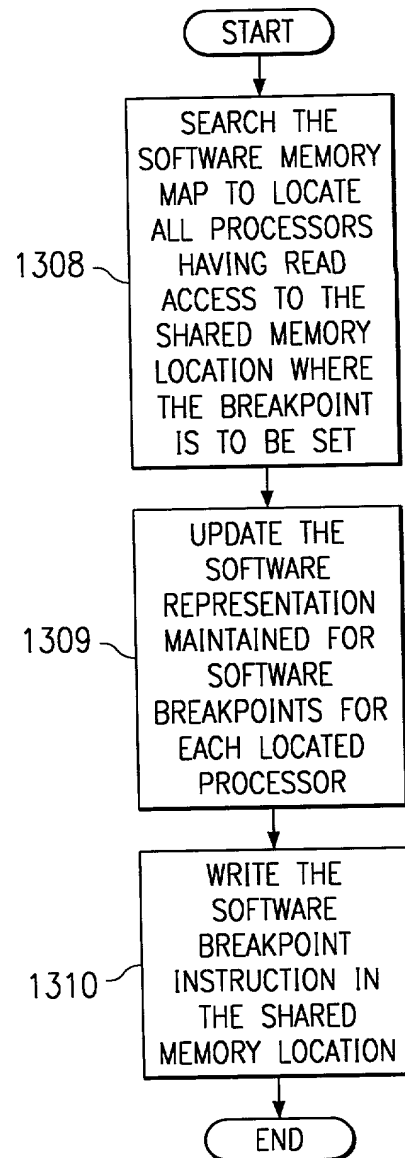 START
SEARCH THE
SOFTWARE MEMORY
MAP TO LOCATE
ALL PROCESSORS
HAVING READ
ACCESS TO THE
SHARED MEMORY
LOCATION WHERE
THE BREAKPOINT
IS TO BE SET
1308
UPDATE THE
SOFTWARE
REPRESENTATION
MAINTAINED FOR
SOFTWARE
BREAKPOINTS FOR
EACH LOCATED
PROCESSOR
1309
WRITE THE
SOFTWARE
BREAKPOINT
INSTRUCTION IN
THE SHARED
MEMORY LOCATION
1310
END